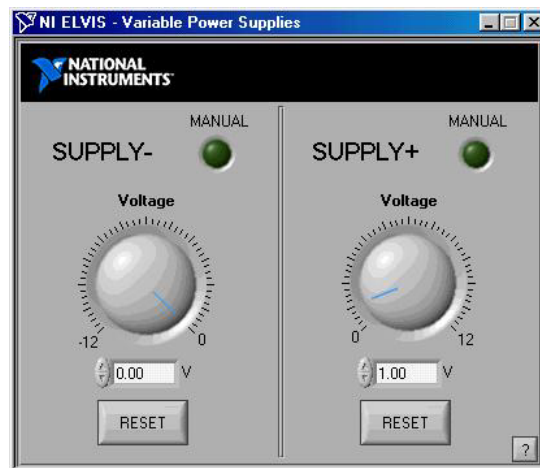 NI ELVIS - Variable Power Supplies
NATIONAL
INSTRUMENTS™
MANUAL
SUPPLY-
Voltage
-12
0
0.00 V
RESET
MANUAL
SUPPLY+
Voltage
0
12
1.00 V
RESET
?